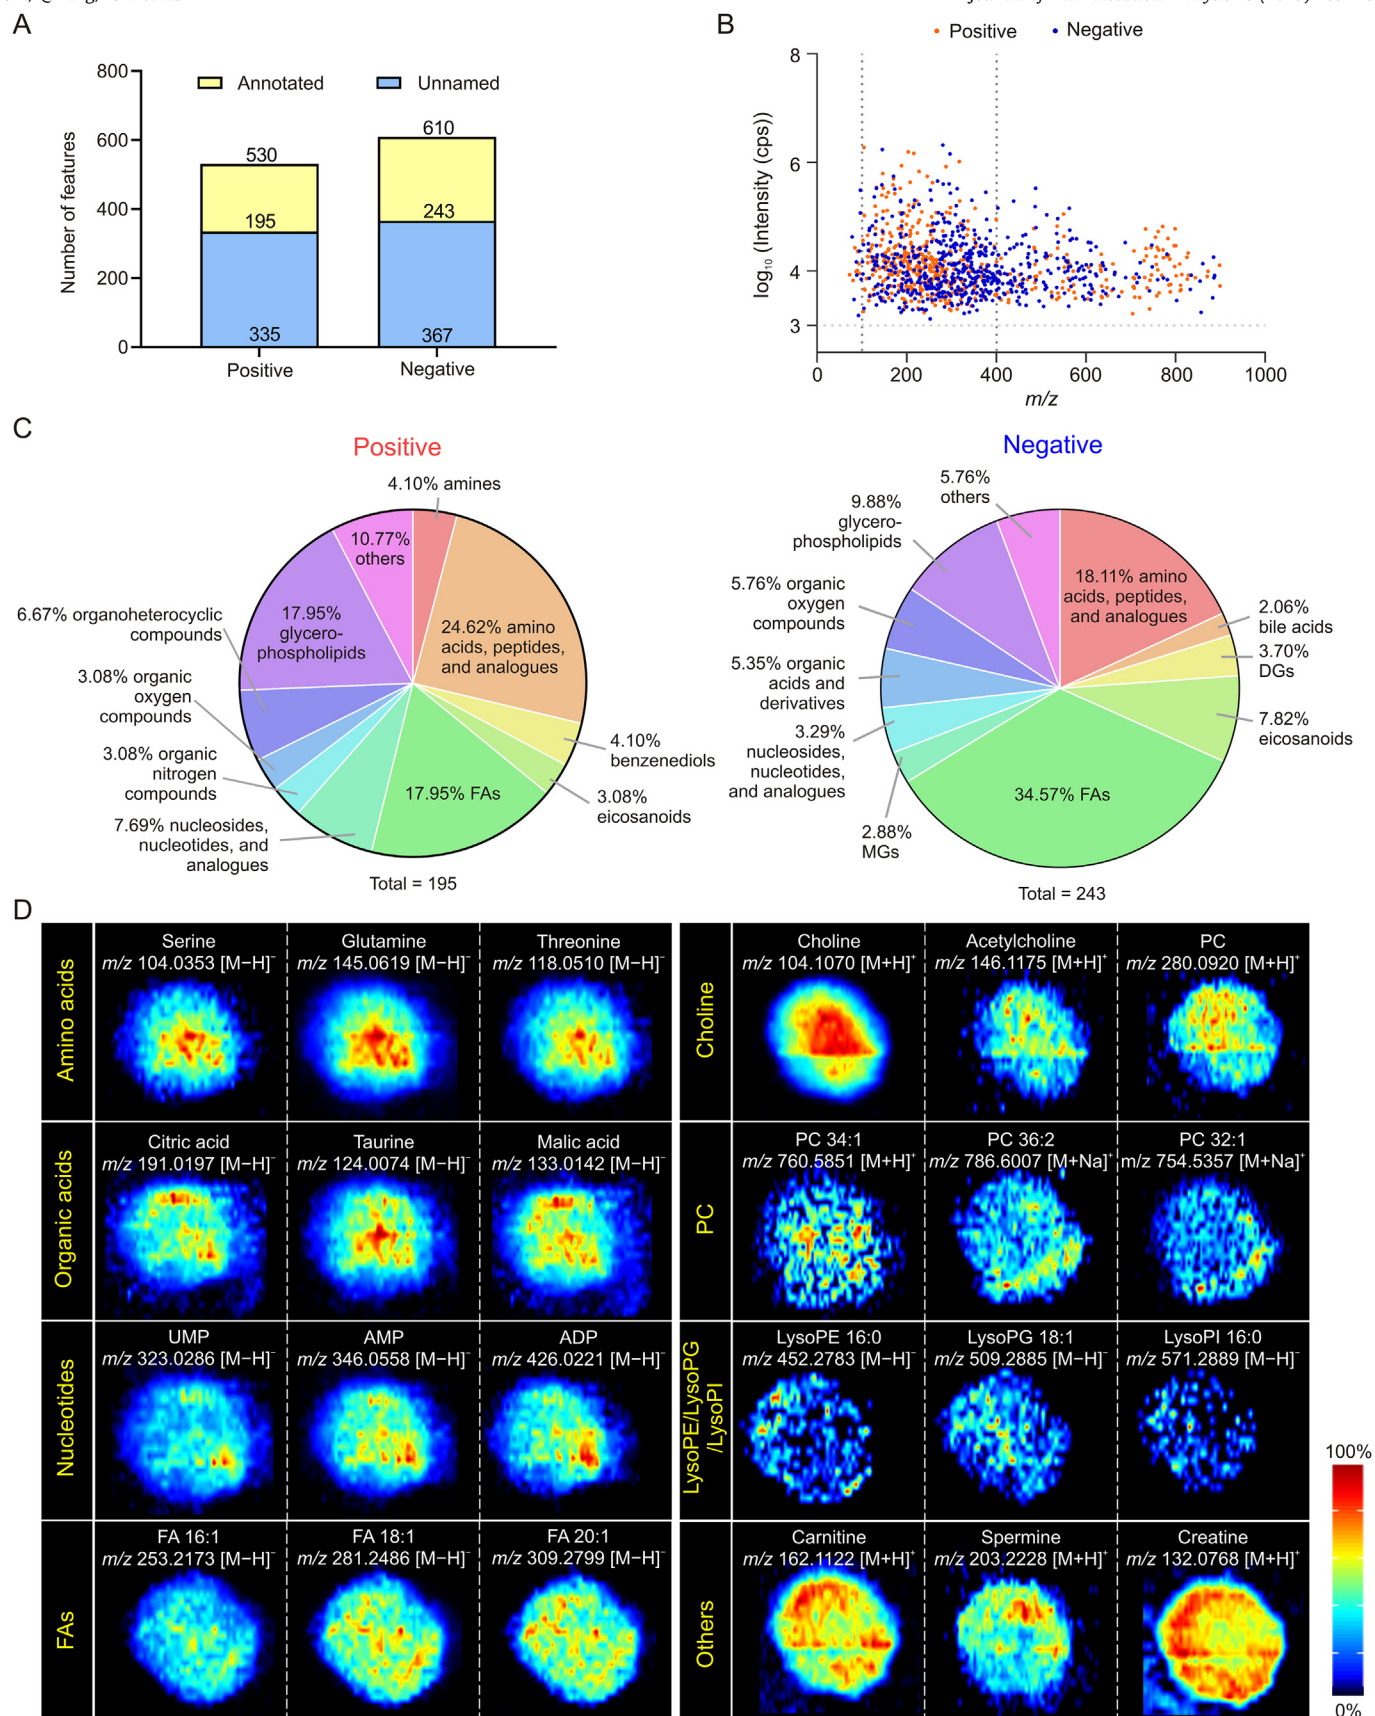 A
Annotated
Unnamed
Number of features
800
600
400
200
0
530
195
335
610
243
367
Positive
Negative
B
Positive
Negative
log₁₀ (Intensity (cps))
8
6
4
3
0
200
400
600
800
1000
m/z
C
Positive
4.10% amines
24.62% amino
acids, peptides,
and analogues
4.10%
benzenediols
3.08%
eicosanoids
17.95% FAs
7.69% nucleosides,
nucleotides, and
analogues
3.08% organic
nitrogen
compounds
3.08% organic
oxygen
compounds
6.67% organoheterocyclic
compounds
17.95%
glycero-
phospholipids
10.77%
others
Total = 195
Negative
5.76%
others
18.11% amino
acids, peptides,
and analogues
2.06%
bile acids
3.70%
DGs
7.82%
eicosanoids
34.57% FAs
2.88%
MGs
3.29%
nucleosides,
nucleotides,
and analogues
5.35% organic
acids and
derivatives
5.76% organic
oxygen
compounds
9.88%
glycero-
phospholipids
Total = 243
D
Amino acids
Serine
m/z 104.0353 [M−H]⁻
Glutamine
m/z 145.0619 [M−H]⁻
Threonine
m/z 118.0510 [M−H]⁻
Choline
Choline
m/z 104.1070 [M+H]⁺
Acetylcholine
m/z 146.1175 [M+H]⁺
PC
m/z 280.0920 [M+H]⁺
Organic acids
Citric acid
m/z 191.0197 [M−H]⁻
Taurine
m/z 124.0074 [M−H]⁻
Malic acid
m/z 133.0142 [M−H]⁻
PC
PC 34:1
m/z 760.5851 [M+H]⁺
PC 36:2
m/z 786.6007 [M+Na]⁺
PC 32:1
m/z 754.5357 [M+Na]⁺
Nucleotides
UMP
m/z 323.0286 [M−H]⁻
AMP
m/z 346.0558 [M−H]⁻
ADP
m/z 426.0221 [M−H]⁻
LysoPE/LysoPG
/LysoPI
LysoPE 16:0
m/z 452.2783 [M−H]⁻
LysoPG 18:1
m/z 509.2885 [M−H]⁻
LysoPI 16:0
m/z 571.2889 [M−H]⁻
FAs
FA 16:1
m/z 253.2173 [M−H]⁻
FA 18:1
m/z 281.2486 [M−H]⁻
FA 20:1
m/z 309.2799 [M−H]⁻
Others
Carnitine
m/z 162.1122 [M+H]⁺
Spermine
m/z 203.2228 [M+H]⁺
Creatine
m/z 132.0768 [M+H]⁺
100%
0%